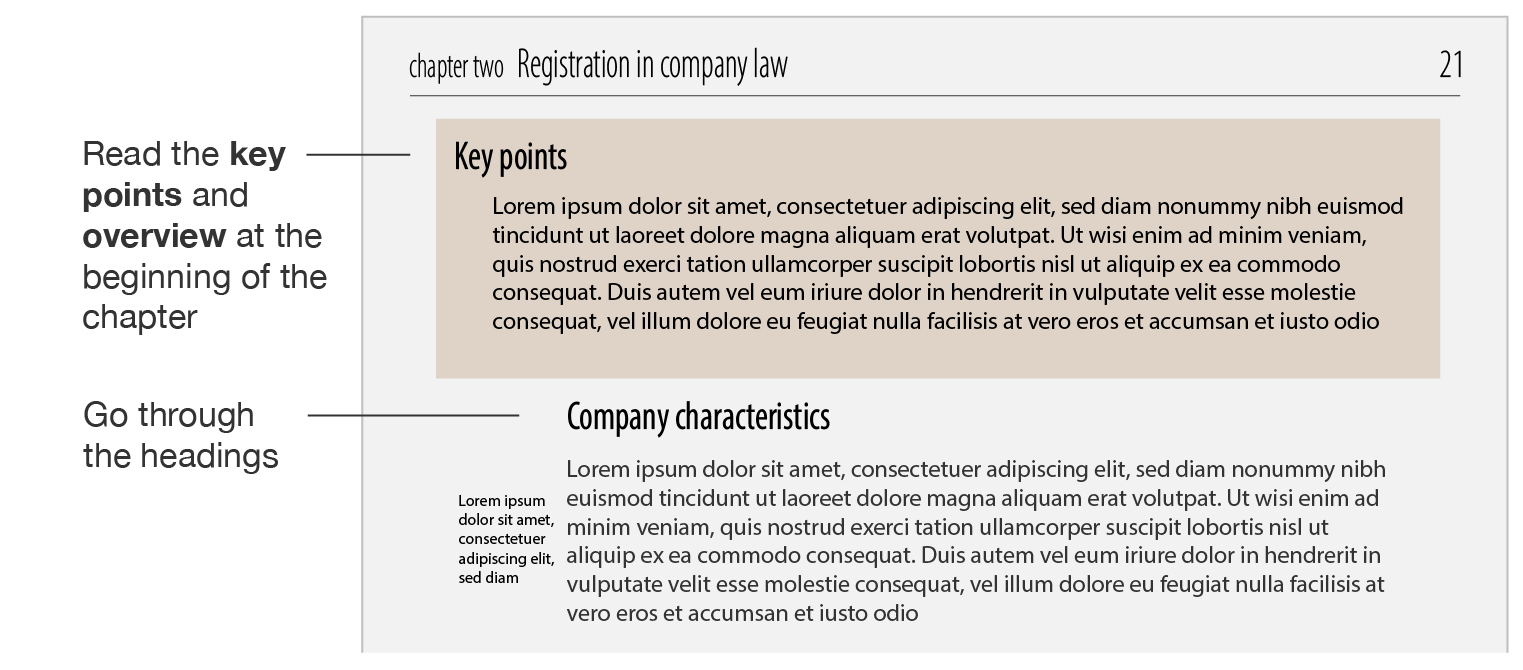 chapter two Registration in company law 21
Read the key
points and
overview at the
beginning of the
chapter
Key points
Lorem ipsum dolor sit amet, consectetuer adipiscing elit, sed diam nonummy nibh euismod
tincidunt ut laoreet dolore magna aliquam erat volutpat. Ut wisi enim ad minim veniam,
quis nostrud exerci tation ullamcorper suscipit lobortis nisl ut aliquip ex ea commodo
consequat. Duis autem vel eum iriure dolor in hendrerit in vulputate velit esse molestie
consequat, vel illum dolore eu feugiat nulla facilisis at vero eros et accumsan et iusto odio
Go through
the headings
Company characteristics
Lorem ipsum
dolor sit amet,
consectetuer
adipiscing elit,
sed diam
Lorem ipsum dolor sit amet, consectetuer adipiscing elit, sed diam nonummy nibh
euismod tincidunt ut laoreet dolore magna aliquam erat volutpat. Ut wisi enim ad
minim veniam, quis nostrud exerci tation ullamcorper suscipit lobortis nisl ut
aliquip ex ea commodo consequat. Duis autem vel eum iriure dolor in hendrerit in
vulputate velit esse molestie consequat, vel illum dolore eu feugiat nulla facilisis at
vero eros et accumsan et iusto odio